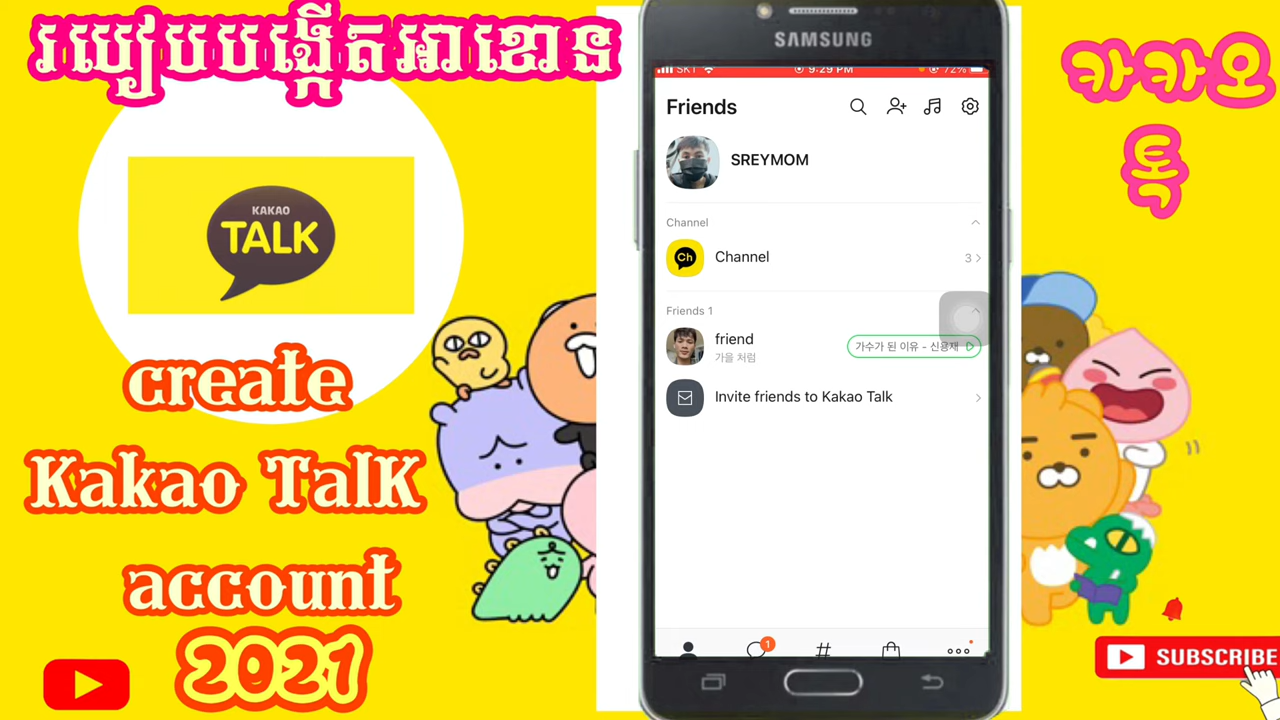 របៀបបង្កើតអាខោន
KAKAO
TALK
create
Kakao TalK
account
2021
SAMSUNG
SKT
9:29 PM
72%
Friends
SREYMOM
Channel
Ch
Channel
3
Friends 1
friend
가을 처럼
가수가 된 이유 - 신용재
Invite friends to Kakao Talk
1
카카오
톡
SUBSCRIBE